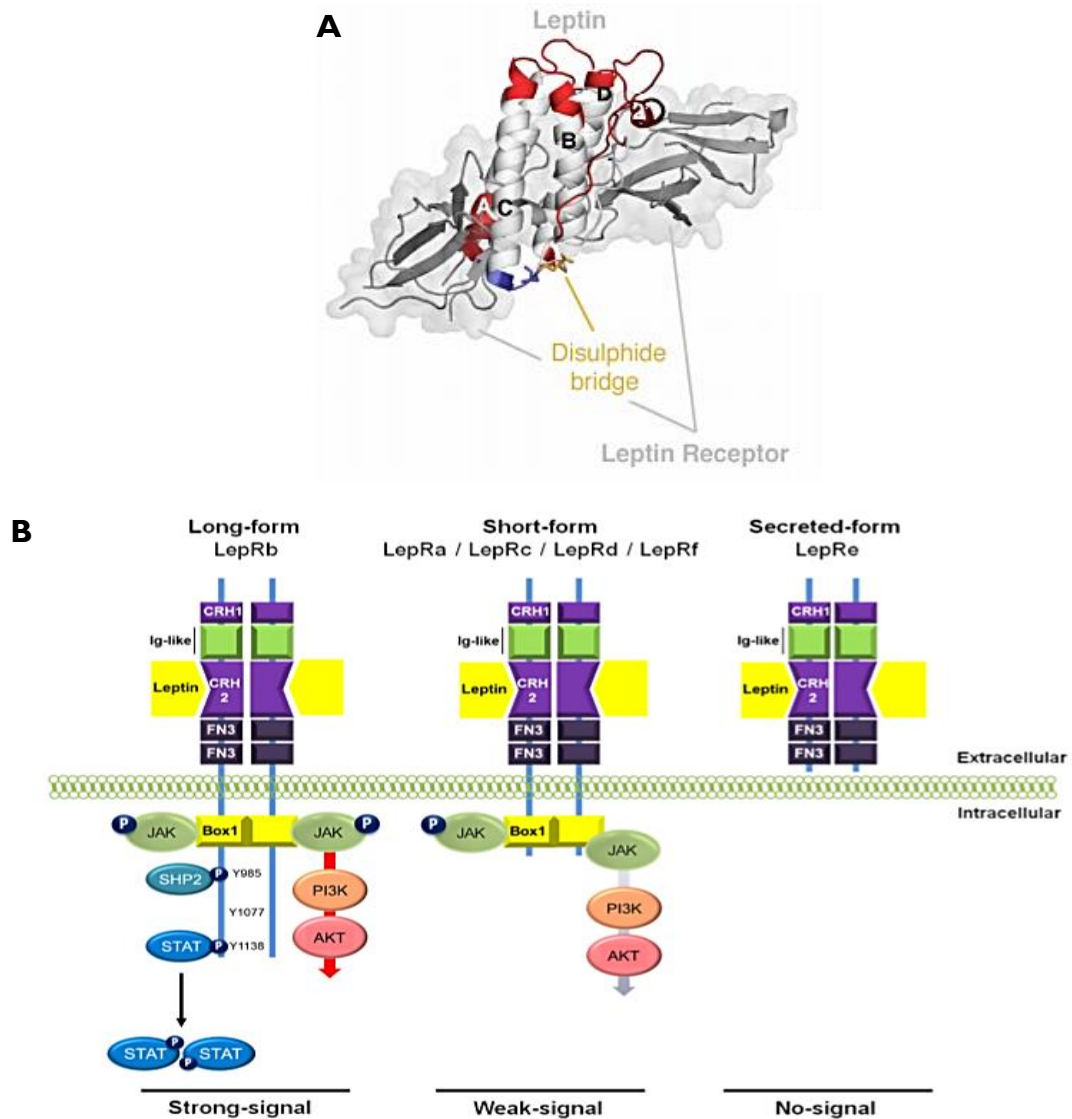 A
Leptin
D
B
A
C
Disulphide
bridge
Leptin Receptor
B
Long-form
LepRb
Short-form
LepRa / LepRc / LepRd / LepRf
Secreted-form
LepRe
CRH1
CRH1
CRH1
Ig-like
Ig-like
Ig-like
Leptin
CRH
2
Leptin
CRH
2
Leptin
CRH
2
FN3
FN3
FN3
FN3
FN3
FN3
Extracellular
Intracellular
P
JAK
Box1
JAK
P
P
JAK
Box1
JAK
SHP2
P
Y985
PI3K
Y1077
PI3K
STAT
P
Y1138
AKT
AKT
STAT
P
P
STAT
Strong-signal
Weak-signal
No-signal